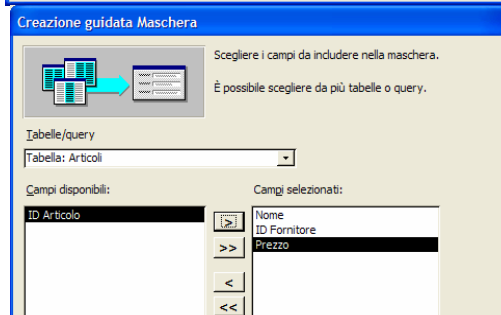 Creazione guidata Maschera
Scegliere i campi da includere nella maschera.
È possibile scegliere da più tabelle o query.
Tabelle/query
Tabella: Articoli
Campi disponibili:
Campi selezionati:
ID Articolo
>
>>
<
<<
Nome
ID Fornitore
Prezzo